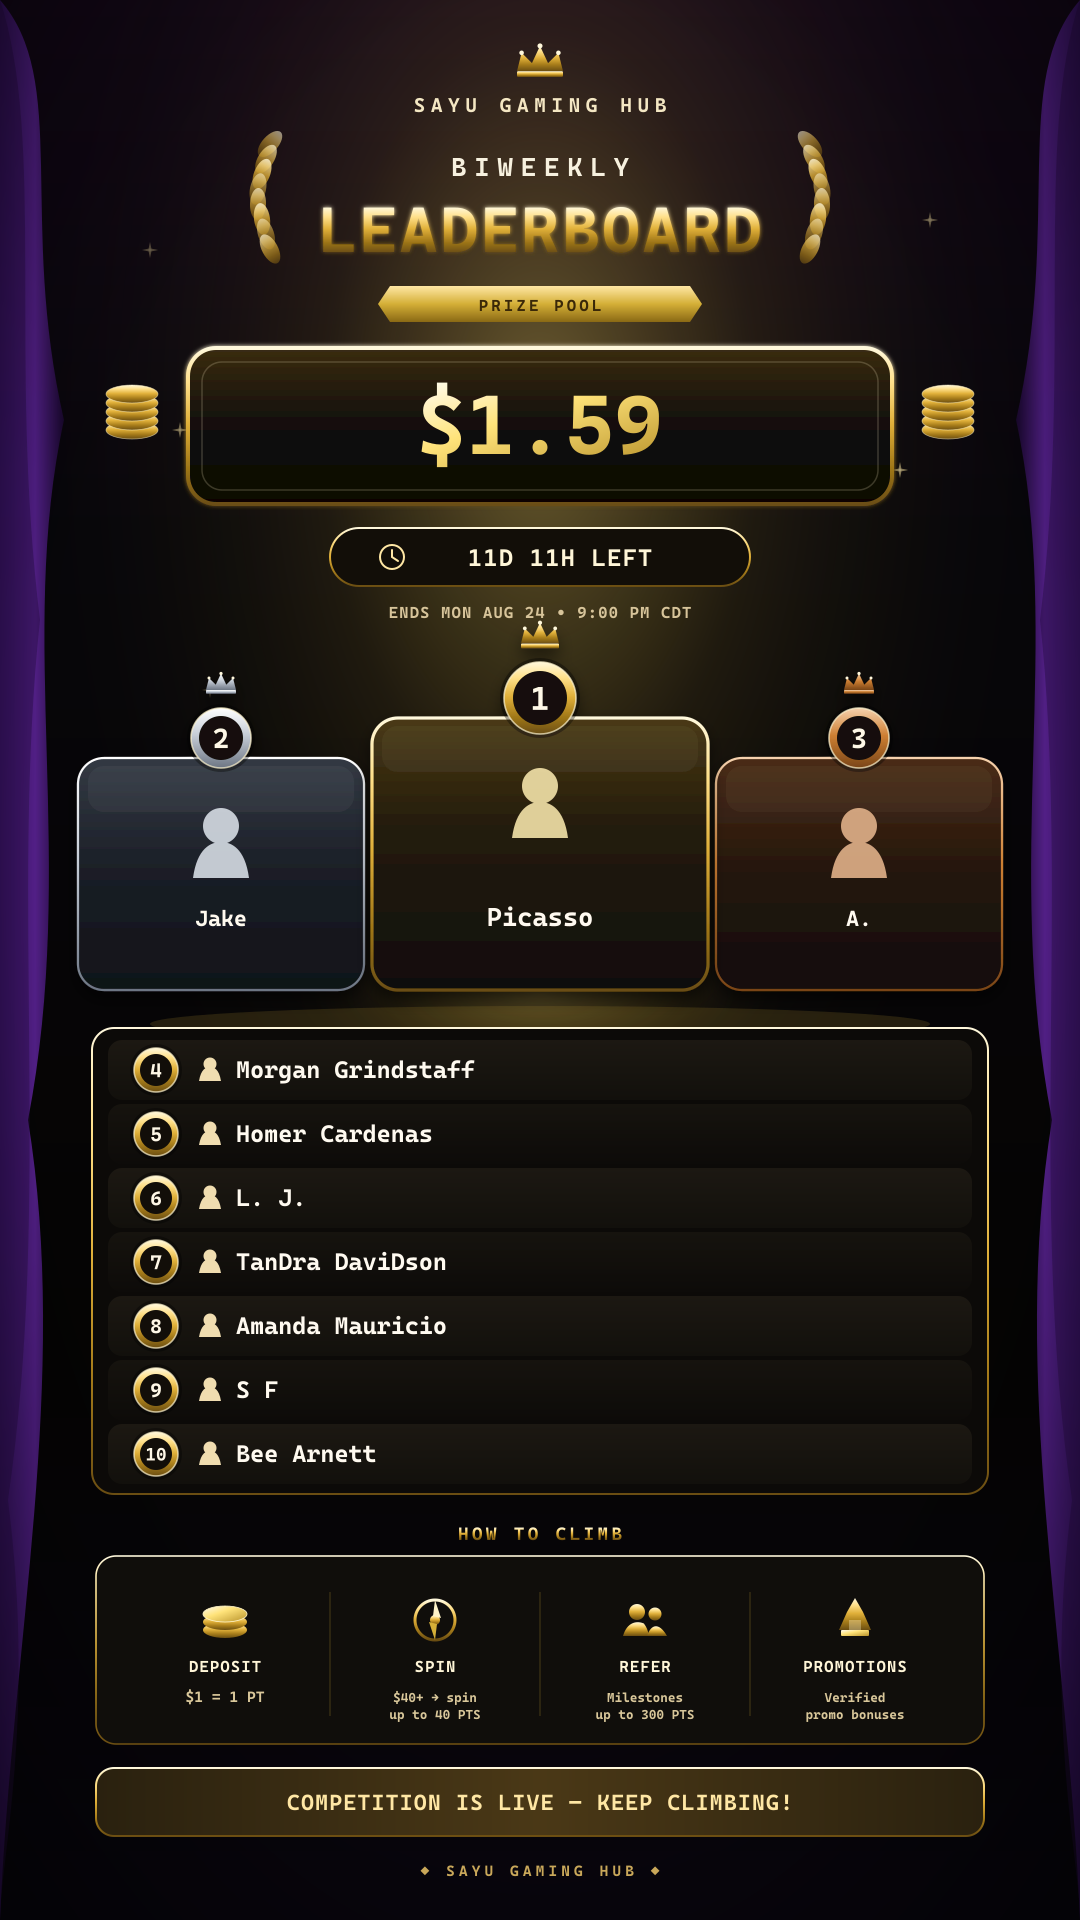 SAYU GAMING HUB
BIWEEKLY
LEADERBOARD
PRIZE POOL
$1.59
11D 11H LEFT
ENDS MON AUG 24 • 9:00 PM CDT
1
2
3
Jake
Picasso
A.
4 Morgan Grindstaff
5 Homer Cardenas
6 L. J.
7 TanDra DaviDson
8 Amanda Mauricio
9 S F
10 Bee Arnett
HOW TO CLIMB
DEPOSIT
$1 = 1 PT
SPIN
$40+ → spin
up to 40 PTS
REFER
Milestones
up to 300 PTS
PROMOTIONS
Verified
promo bonuses
COMPETITION IS LIVE — KEEP CLIMBING!
◆ SAYU GAMING HUB ◆